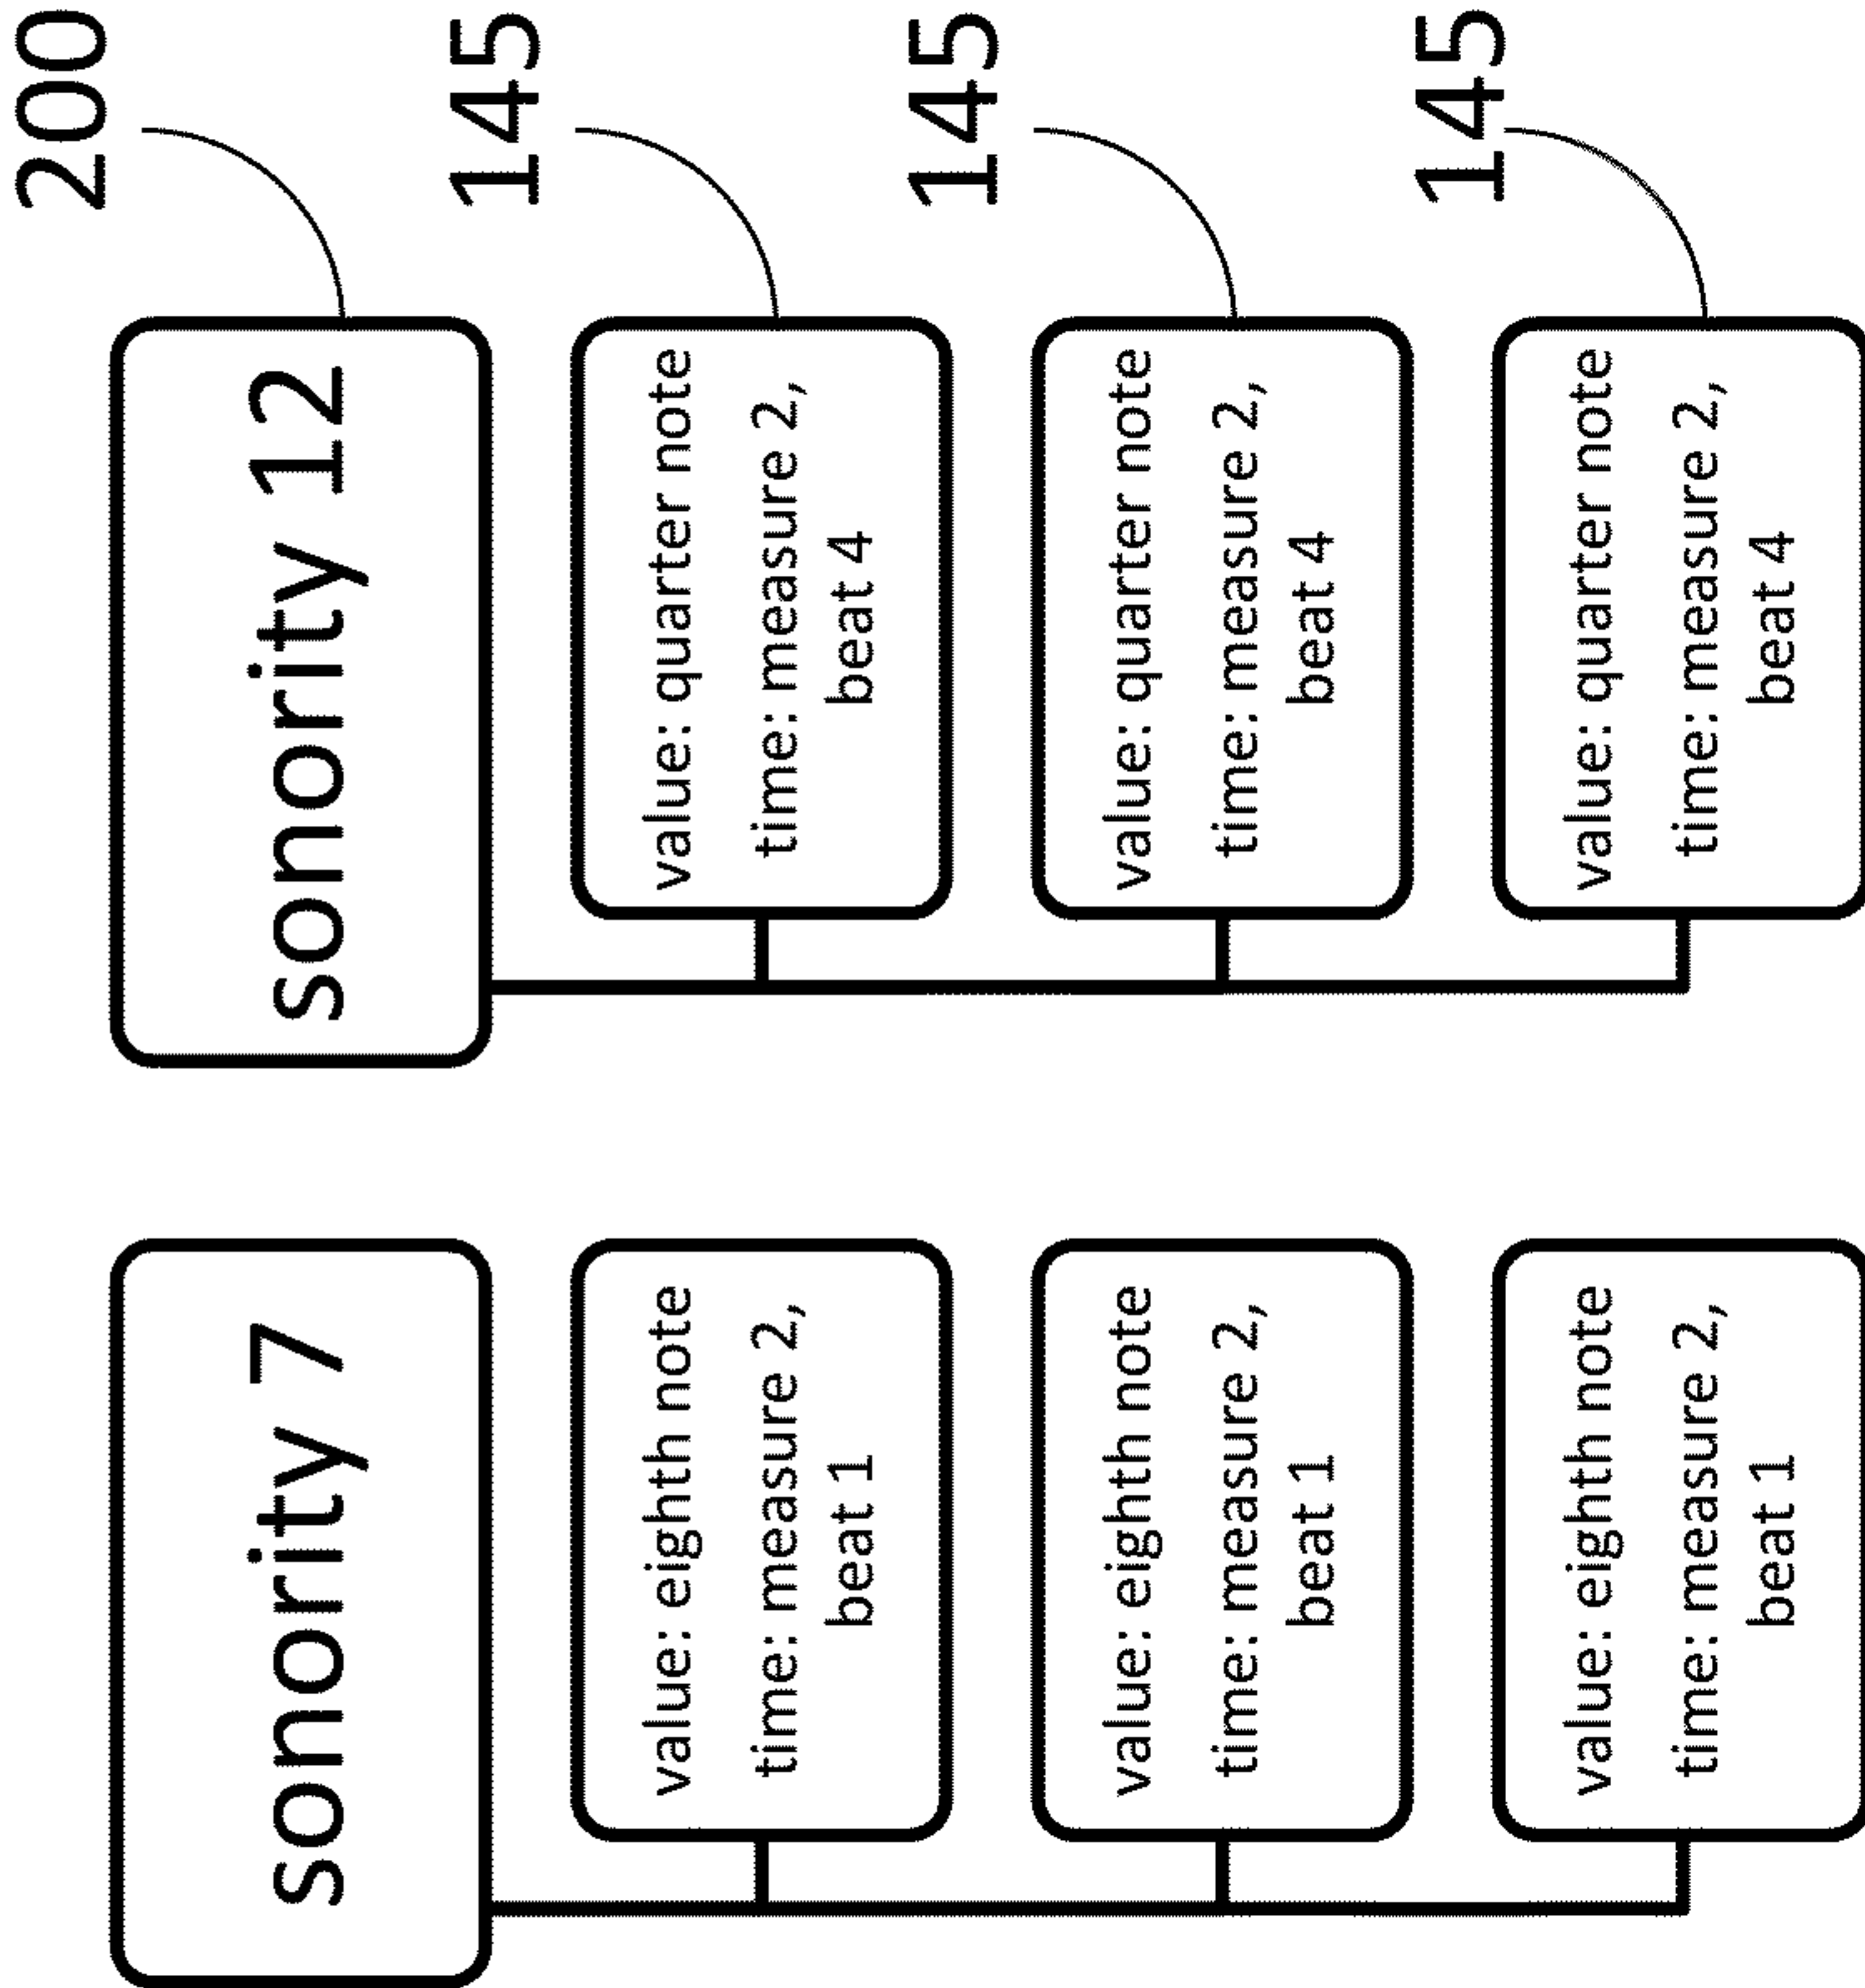 sonority 7
value: eighth note
time: measure 2,
beat 1
value: eighth note
time: measure 2,
beat 1
value: eighth note
time: measure 2,
beat 1
sonority 12
value: quarter note
time: measure 2,
beat 4
value: quarter note
time: measure 2,
beat 4
value: quarter note
time: measure 2,
beat 4
200
145
145
145